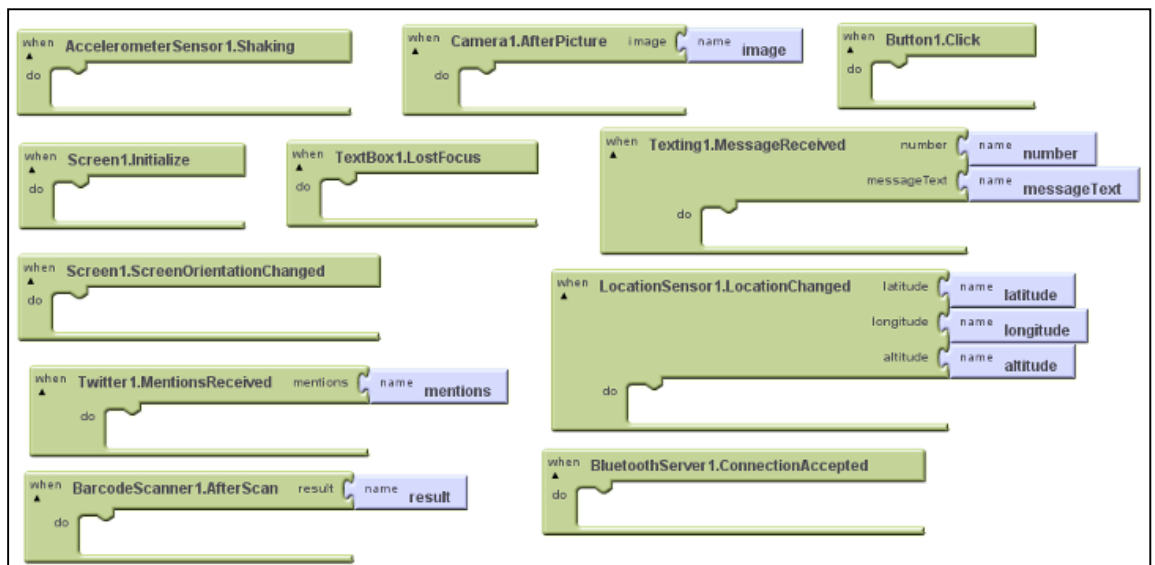 when AccelerometerSensor1.Shaking
do
when Camera1.AfterPicture image name image
do
when Button1.Click
do
when Screen1.Initialize
do
when TextBox1.LostFocus
do
when Texting1.MessageReceived number name number
messageText name messageText
do
when Screen1.ScreenOrientationChanged
do
when LocationSensor1.LocationChanged latitude name latitude
longitude name longitude
altitude name altitude
do
when Twitter1.MentionsReceived mentions name mentions
do
when BarcodeScanner1.AfterScan result name result
do
when BluetoothServer1.ConnectionAccepted
do